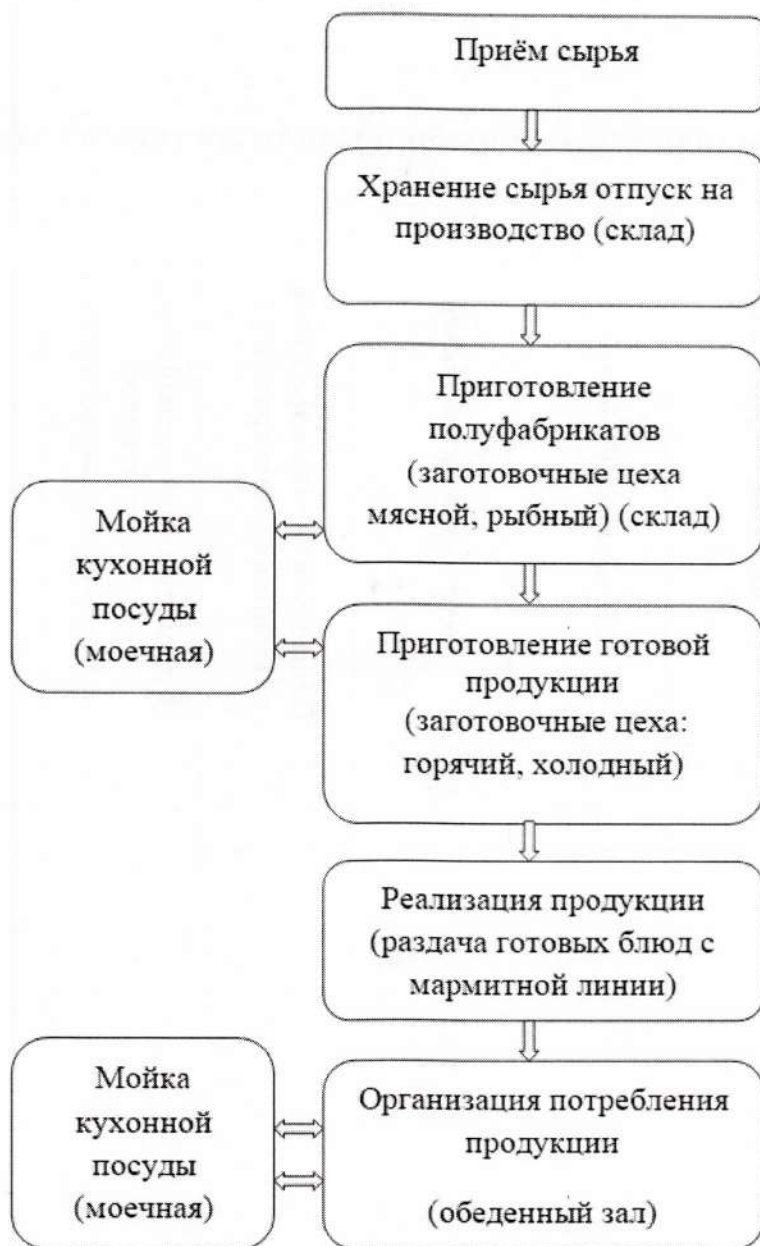 Приём сырья
Хранение сырья отпуск на
производство (склад)
Приготовление
полуфабрикатов
(заготовочные цеха
мясной, рыбный) (склад)
Мойка
кухонной
посуды
(моечная)
Приготовление готовой
продукции
(заготовочные цеха:
горячий, холодный)
Реализация продукции
(раздача готовых блюд с
мармитной линии)
Мойка
кухонной
посуды
(моечная)
Организация потребления
продукции
(обеденный зал)